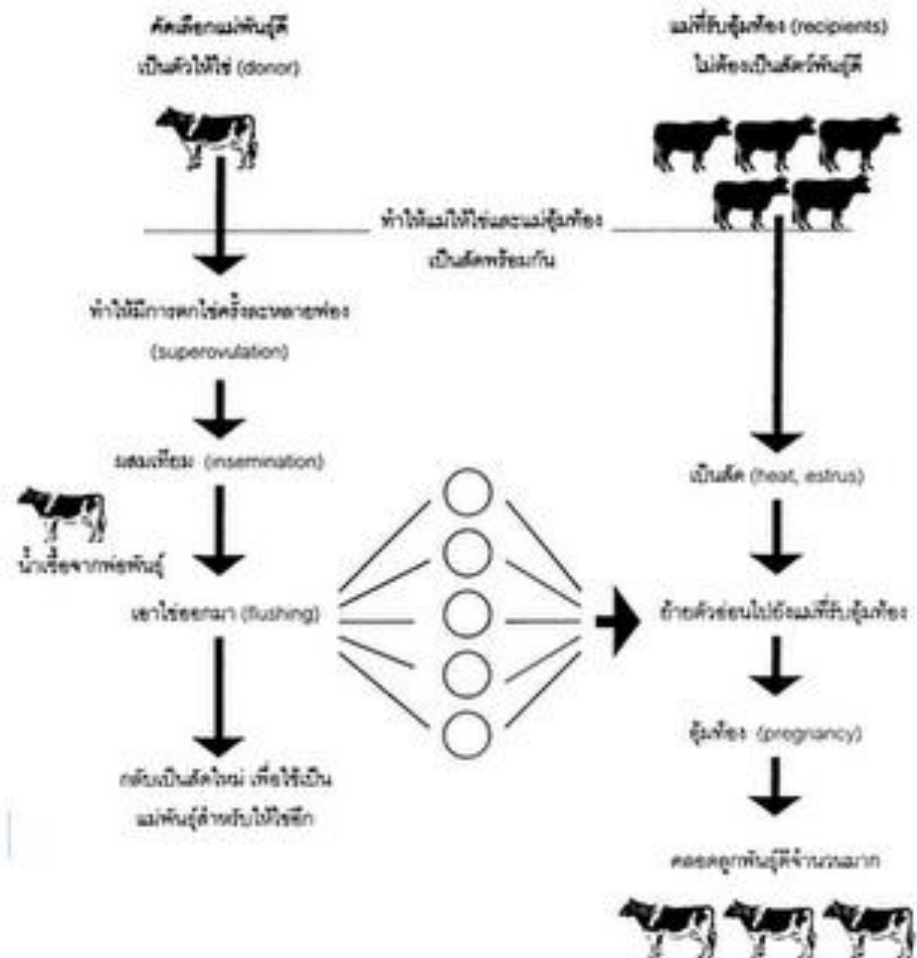 คัดเลือกแม่พันธุ์ดี
เป็นตัวให้ไข่ (donor)
แม่ที่รับอุ้มท้อง (recipients)
ไม่ต้องเป็นสัตว์พันธุ์ดี
ทำให้แม่ให้ไข่และแม่อุ้มท้อง
เป็นสัดพร้อมกัน
ทำให้มีการตกไข่ครั้งละหลายฟอง
(superovulation)
ผสมเทียม (insemination)
น้ำเชื้อจากพ่อพันธุ์
เอาไข่ออกมา (flushing)
กลับเป็นสัดใหม่ เพื่อใช้เป็น
แม่พันธุ์สำหรับให้ไข่อีก
เป็นสัด (heat, estrus)
ย้ายตัวอ่อนไปยังแม่ที่รับอุ้มท้อง
อุ้มท้อง (pregnancy)
คลอดลูกพันธุ์ดีจำนวนมาก